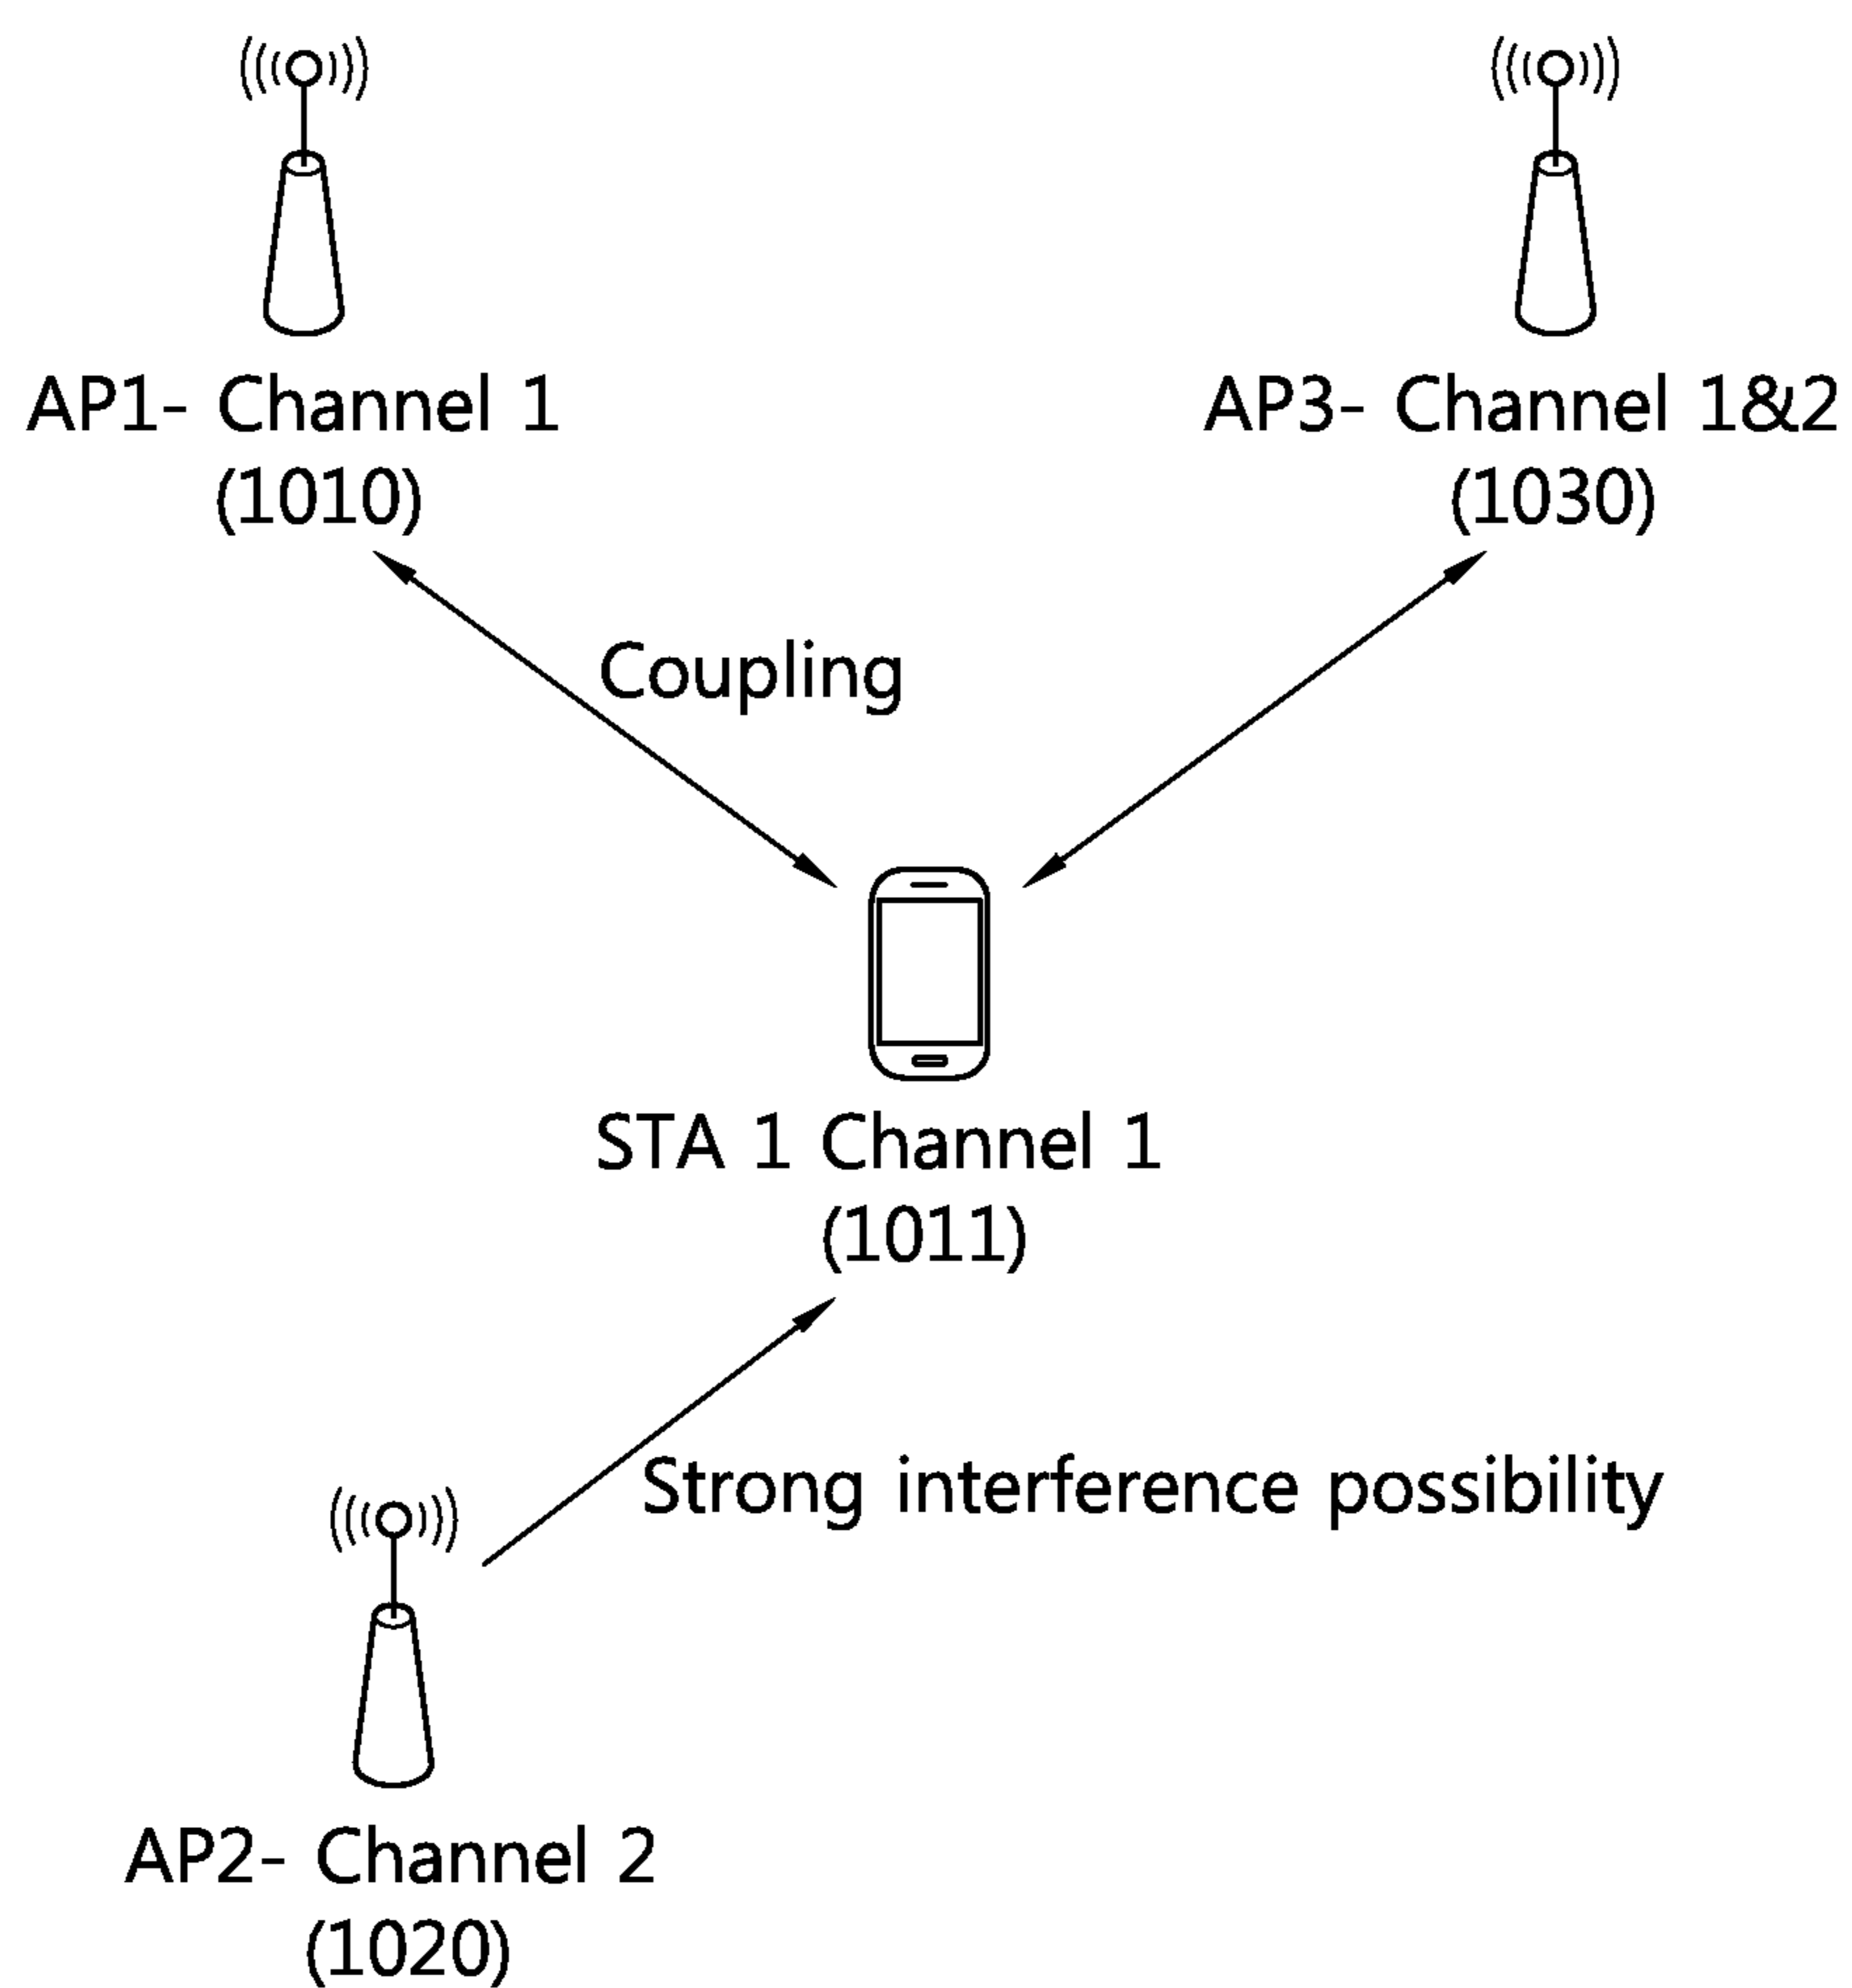 AP1- Channel 1
(1010)
AP3- Channel 1&2
(1030)
Coupling
STA 1 Channel 1
(1011)
Strong interference possibility
AP2- Channel 2
(1020)